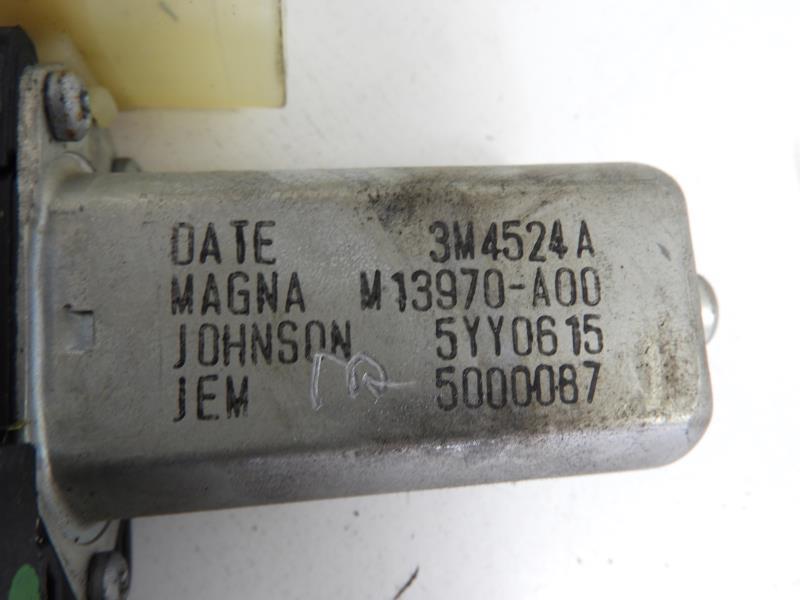 DATE 3M4524A
MAGNA M13970-A00
JOHNSON 5YY0615
JEM 5000087